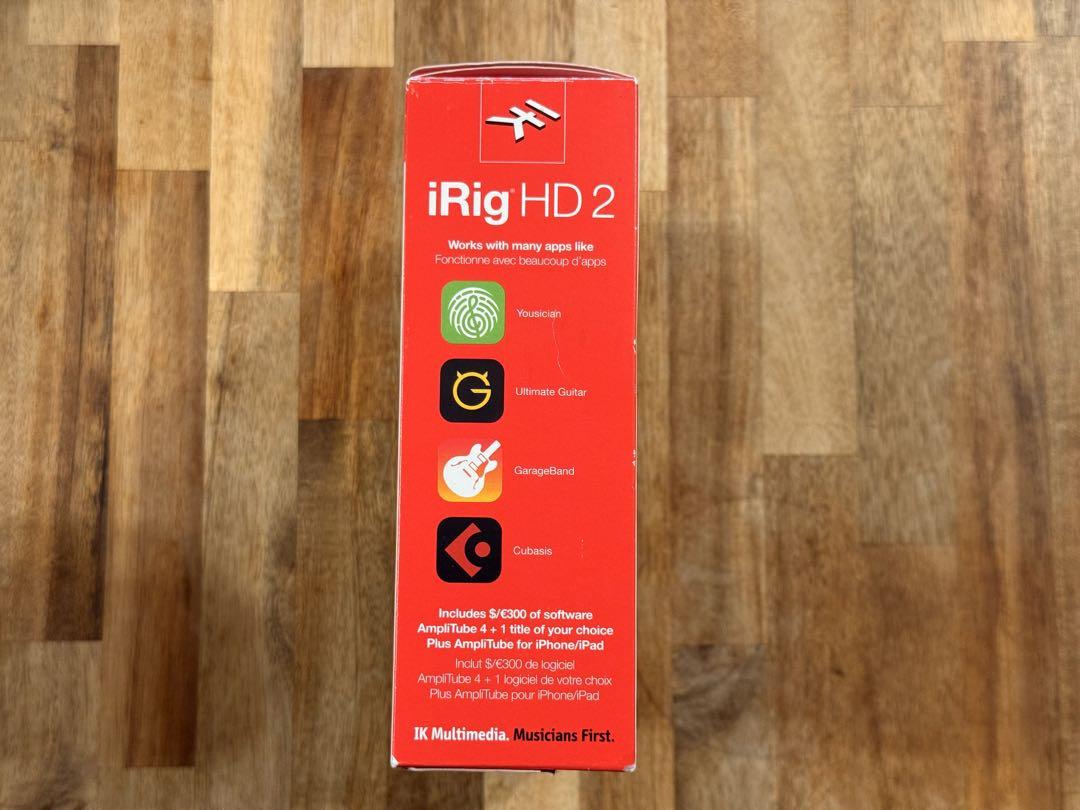 iRig® HD 2
Works with many apps like
Fonctionne avec beaucoup d'apps
Yousician
Ultimate Guitar
GarageBand
Cubasis
Includes $/€300 of software
AmpliTube 4 + 1 title of your choice
Plus AmpliTube for iPhone/iPad
Inclut $/€300 de logiciel
AmpliTube 4 + 1 logiciel de votre choix
Plus AmpliTube pour iPhone/iPad
IK Multimedia. Musicians First.